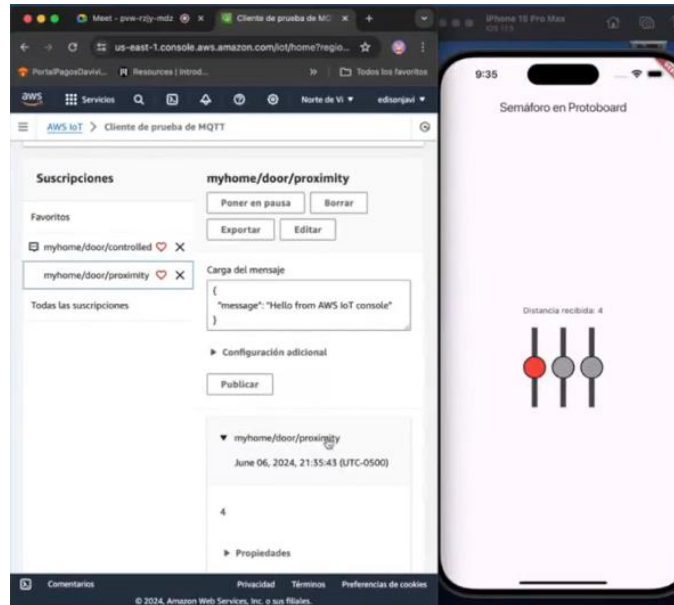 Meet - pvw-rzjy-mdz
Cliente de prueba de MQ
us-east-1.console.aws.amazon.com/iot/home?regio...
PortalPagosDavivi...
Resources | Introd...
Todos los favoritos
aws
Servicios
Norte de Vi
edisonjavi
AWS IoT > Cliente de prueba de MQTT
Suscripciones
Favoritos
myhome/door/controlled
myhome/door/proximity
Todas las suscripciones
myhome/door/proximity
Poner en pausa
Borrar
Exportar
Editar
Carga del mensaje
{
"message": "Hello from AWS IoT console"
}
Configuración adicional
Publicar
myhome/door/proximity
June 06, 2024, 21:35:43 (UTC-0500)
4
Propiedades
Comentarios
Privacidad
Términos
Preferencias de cookies
© 2024, Amazon Web Services, Inc. o sus filiales.
iPhone 15 Pro Max
iOS 17.5
9:35
Semáforo en Protoboard
Distancia recibida: 4